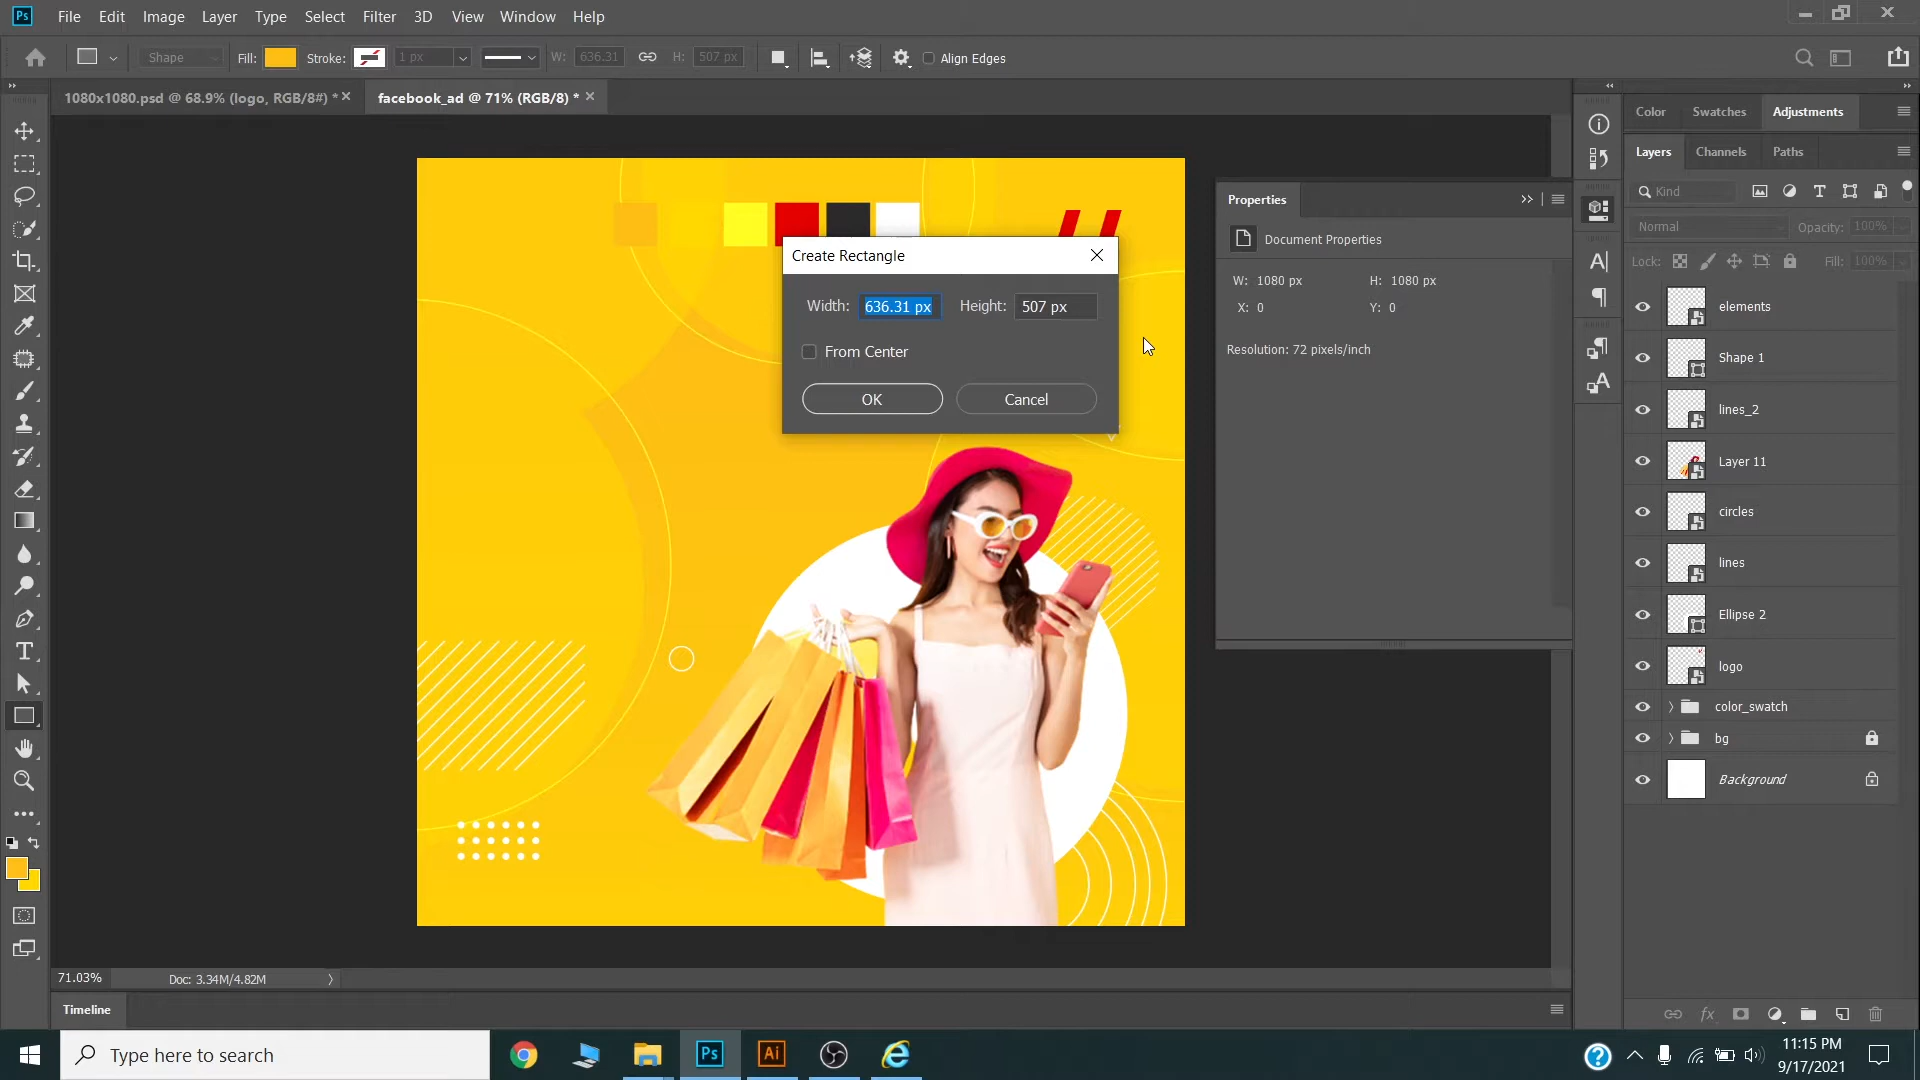 Ps File Edit Image Layer Type Select Filter 3D View Window Help
Shape Fill: Stroke: 1 px W: 636.31 H: 507 px Align Edges
1080x1080.psd @ 68.9% (logo, RGB/8#) * facebook_ad @ 71% (RGB/8) *
Color Swatches Adjustments
Layers Channels Paths
Kind
Normal Opacity: 100%
Lock: Fill: 100%
Properties
Document Properties
W: 1080 px H: 1080 px
X: 0 Y: 0
Resolution: 72 pixels/inch
Create Rectangle
Width: 636.31 px Height: 507 px
From Center
OK Cancel
elements
Shape 1
lines_2
Layer 11
circles
lines
Ellipse 2
logo
color_swatch
bg
Background
71.03% Doc: 3.34M/4.82M
Timeline
Type here to search
Ps Ai
11:15 PM
9/17/2021